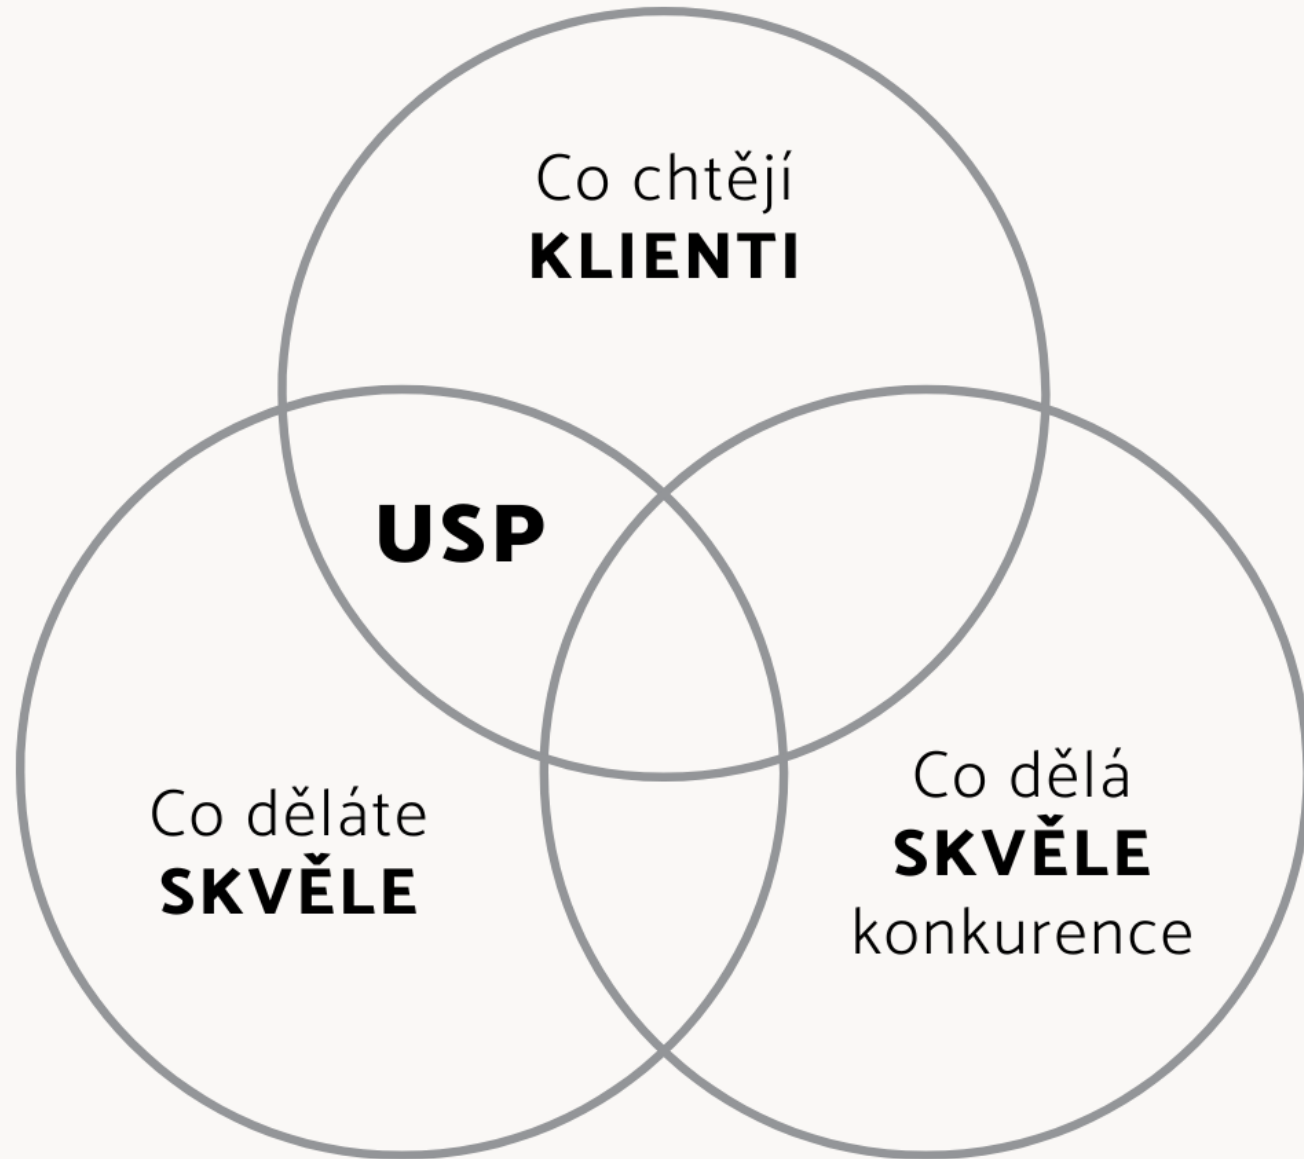 Co chtějí
KLIENTI
USP
Co děláte
SKVĚLE
Co dělá
SKVĚLE
konkurence